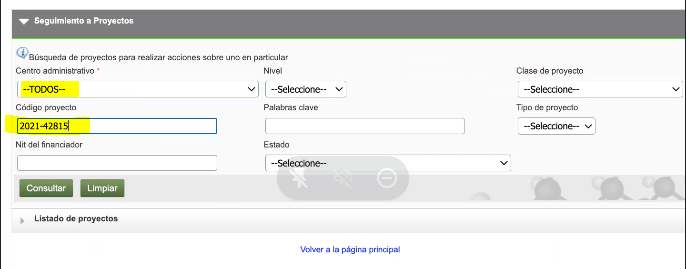 Seguimiento a Proyectos
Búsqueda de proyectos para realizar acciones sobre uno en particular
Centro administrativo * Nivel Clase de proyecto
--TODOS-- --Seleccione-- --Seleccione--
Código proyecto Palabras clave Tipo de proyecto
2021-42815 --Seleccione--
Nit del financiador Estado
--Seleccione--
Consultar Limpiar
Listado de proyectos
Volver a la página principal